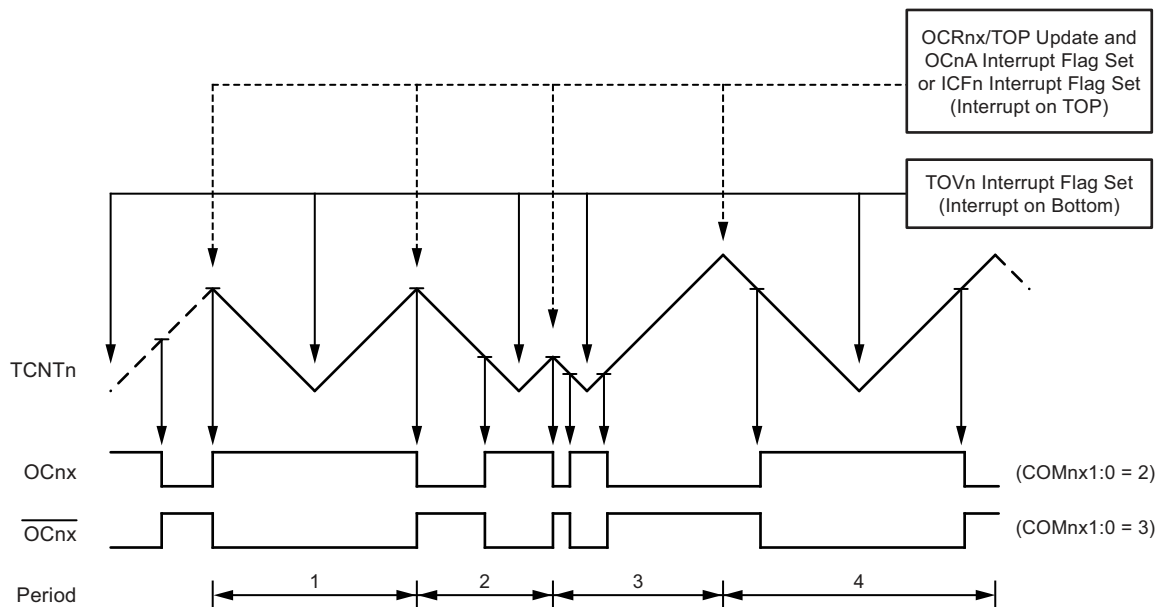 OCRnx/TOP Update and
OCnA Interrupt Flag Set
or ICFn Interrupt Flag Set
(Interrupt on TOP)
TOVn Interrupt Flag Set
(Interrupt on Bottom)
TCNTn
OCnx
(COMnx1:0 = 2)
OCnx
(COMnx1:0 = 3)
Period
1
2
3
4